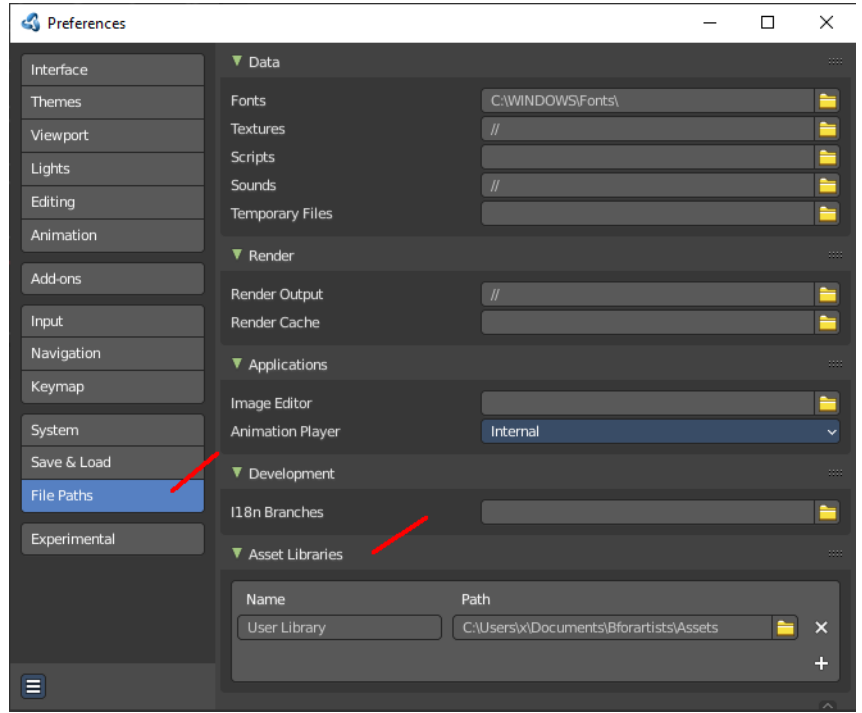 Preferences
Interface
Themes
Viewport
Lights
Editing
Animation
Add-ons
Input
Navigation
Keymap
System
Save & Load
File Paths
Experimental
Data
Fonts C:\WINDOWS\Fonts\
Textures //
Scripts
Sounds //
Temporary Files
Render
Render Output //
Render Cache
Applications
Image Editor
Animation Player Internal
Development
I18n Branches
Asset Libraries
Name Path
User Library C:\Users\x\Documents\Bforartists\Assets